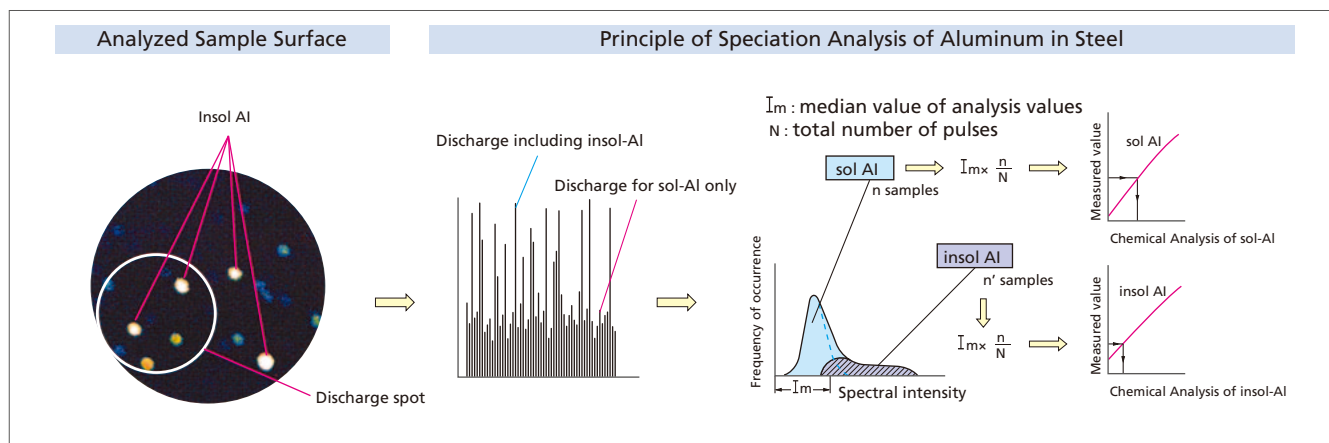 Analyzed Sample Surface
Principle of Speciation Analysis of Aluminum in Steel
Insol Al
Discharge spot
Discharge including insol-Al
Discharge for sol-Al only
Im : median value of analysis values
N : total number of pulses
sol Al
n samples
Im× n/N
insol Al
n' samples
Im× n/N
Frequency of occurrence
Im
Spectral intensity
Measured value
sol Al
Chemical Analysis of sol-Al
Measured value
insol Al
Chemical Analysis of insol-Al